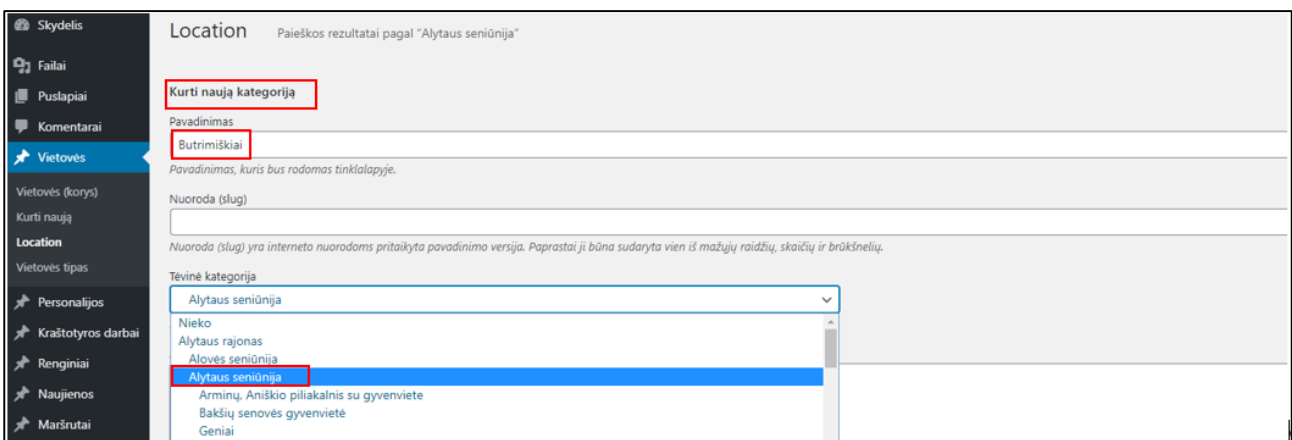 Skydelis
Failai
Puslapiai
Komentarai
Vietovės
Vietovės (korys)
Kurti naują
Location
Vietovės tipas
Personalijos
Kraštotyros darbai
Renginiai
Naujienos
Maršrutai
Location Paieškos rezultatai pagal "Alytaus seniūnija"
Kurti naują kategoriją
Pavadinimas
Butrimiškiai
Pavadinimas, kuris bus rodomas tinklalapyje.
Nuoroda (slug)
Nuoroda (slug) yra interneto nuorodoms pritaikyta pavadinimo versija. Paprastai ji būna sudaryta vien iš mažųjų raidžių, skaičių ir brūkšnelių.
Tėvinė kategorija
Alytaus seniūnija
Nieko
Alytaus rajonas
Alovės seniūnija
Alytaus seniūnija
Arminų, Aniškio piliakalnis su gyvenviete
Bakšių senovės gyvenvietė
Geniai